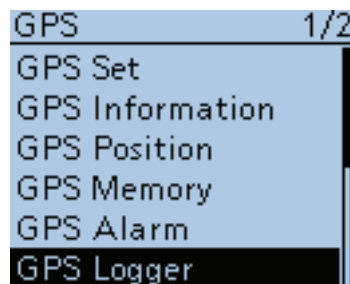 GPS 1/2
GPS Set
GPS Information
GPS Position
GPS Memory
GPS Alarm
GPS Logger